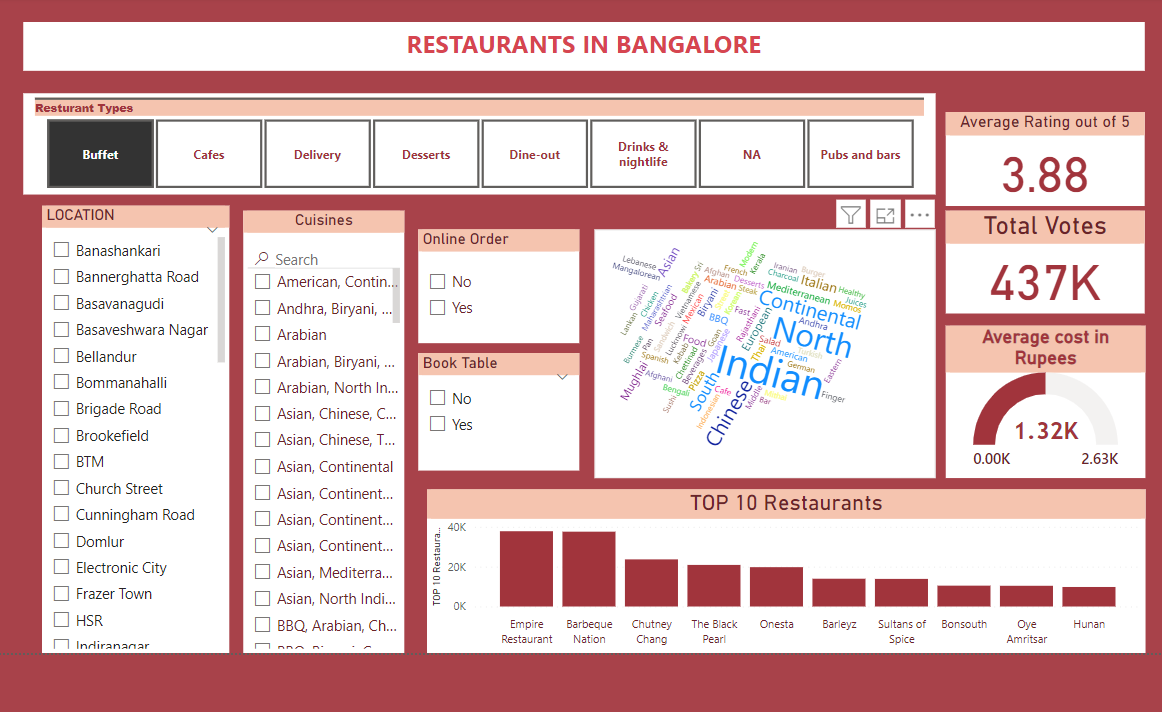 RESTAURANTS IN BANGALORE
Resturant Types
Buffet
Cafes
Delivery
Desserts
Dine-out
Drinks &
nightlife
NA
Pubs and bars
Average Rating out of 5
3.88
Total Votes
437K
Average cost in
Rupees
1.32K
0.00K
2.63K
LOCATION
Banashankari
Bannerghatta Road
Basavanagudi
Basaveshwara Nagar
Bellandur
Bommanahalli
Brigade Road
Brookefield
BTM
Church Street
Cunningham Road
Domlur
Electronic City
Frazer Town
HSR
Indiranagar
Cuisines
Search
American, Contin...
Andhra, Biryani, ...
Arabian
Arabian, Biryani, ...
Arabian, North In...
Asian, Chinese, C...
Asian, Chinese, T...
Asian, Continental
Asian, Continent...
Asian, Continent...
Asian, Continent...
Asian, Mediterra...
Asian, North Indi...
BBQ, Arabian, Ch...
Online Order
No
Yes
Book Table
No
Yes
Lebanese
Mangalorean
Asian
Sri
Modern
Kerala
French
Afghan
Bakery
Iranian
Burger
Charcoal
Italian
Healthy
Juices
Momos
Mediterranean
Desserts
Arabian
Steak
Gujarati
Chicken
Maharashtrian
Seafood
Vietnamese
Mexican
Biryani
Korean
Continental
Lankan
Sandwich
BBQ
Fast
Rajasthani
European
Andhra
North
Burmese
Pan
Spanish
Lucknowi
Kebab
Food
Goan
Japanese
Salad
Thai
American
Turkish
German
Indian
Mughlai
Afghani
Chettinad
Beverages
Bengali
Pizza
South
Sushi
Indonesian
Cafe
Chinese
Middle
Bar
Eastern
Finger
TOP 10 Restaurants
TOP 10 Restaura...
40K
20K
0K
Empire
Restaurant
Barbeque
Nation
Chutney
Chang
The Black
Pearl
Onesta
Barleyz
Sultans of
Spice
Bonsouth
Oye
Amritsar
Hunan